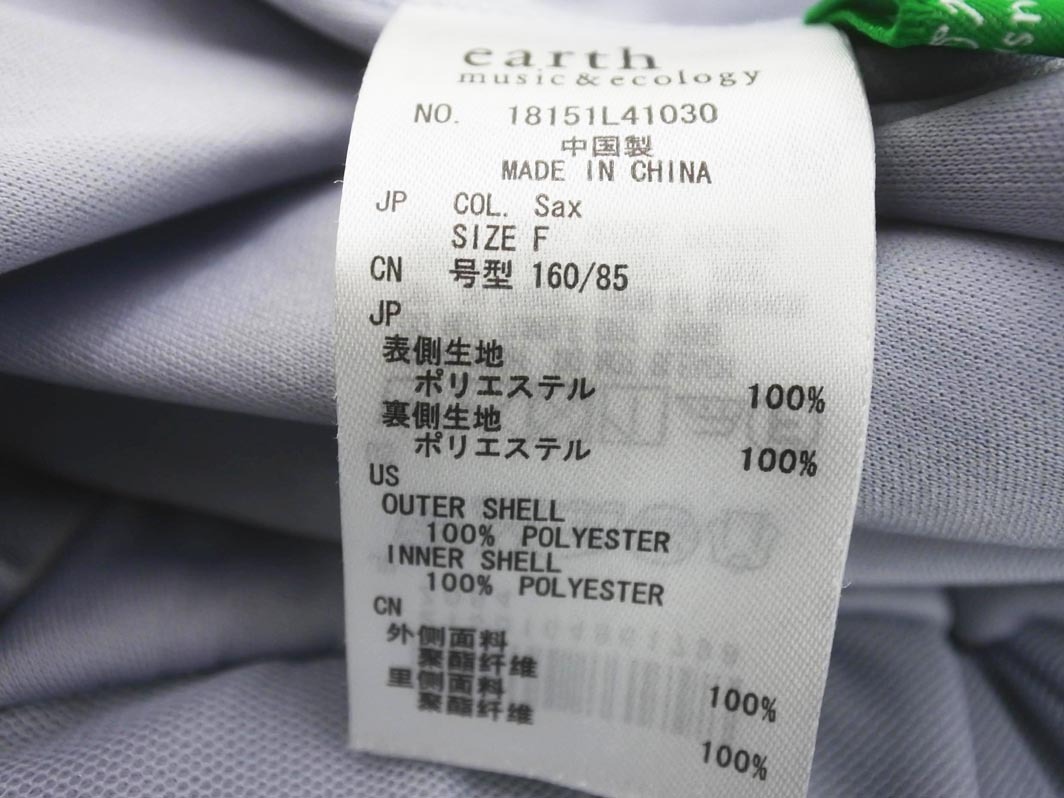 earth
music & ecology
NO. 18151L41030
中国製
MADE IN CHINA
JP COL. Sax
SIZE F
CN 号型 160/85
JP
表側生地
ポリエステル 100%
裏側生地
ポリエステル 100%
US
OUTER SHELL
100% POLYESTER
INNER SHELL
100% POLYESTER
CN
外侧面料
聚酯纤维 100%
里侧面料
聚酯纤维 100%